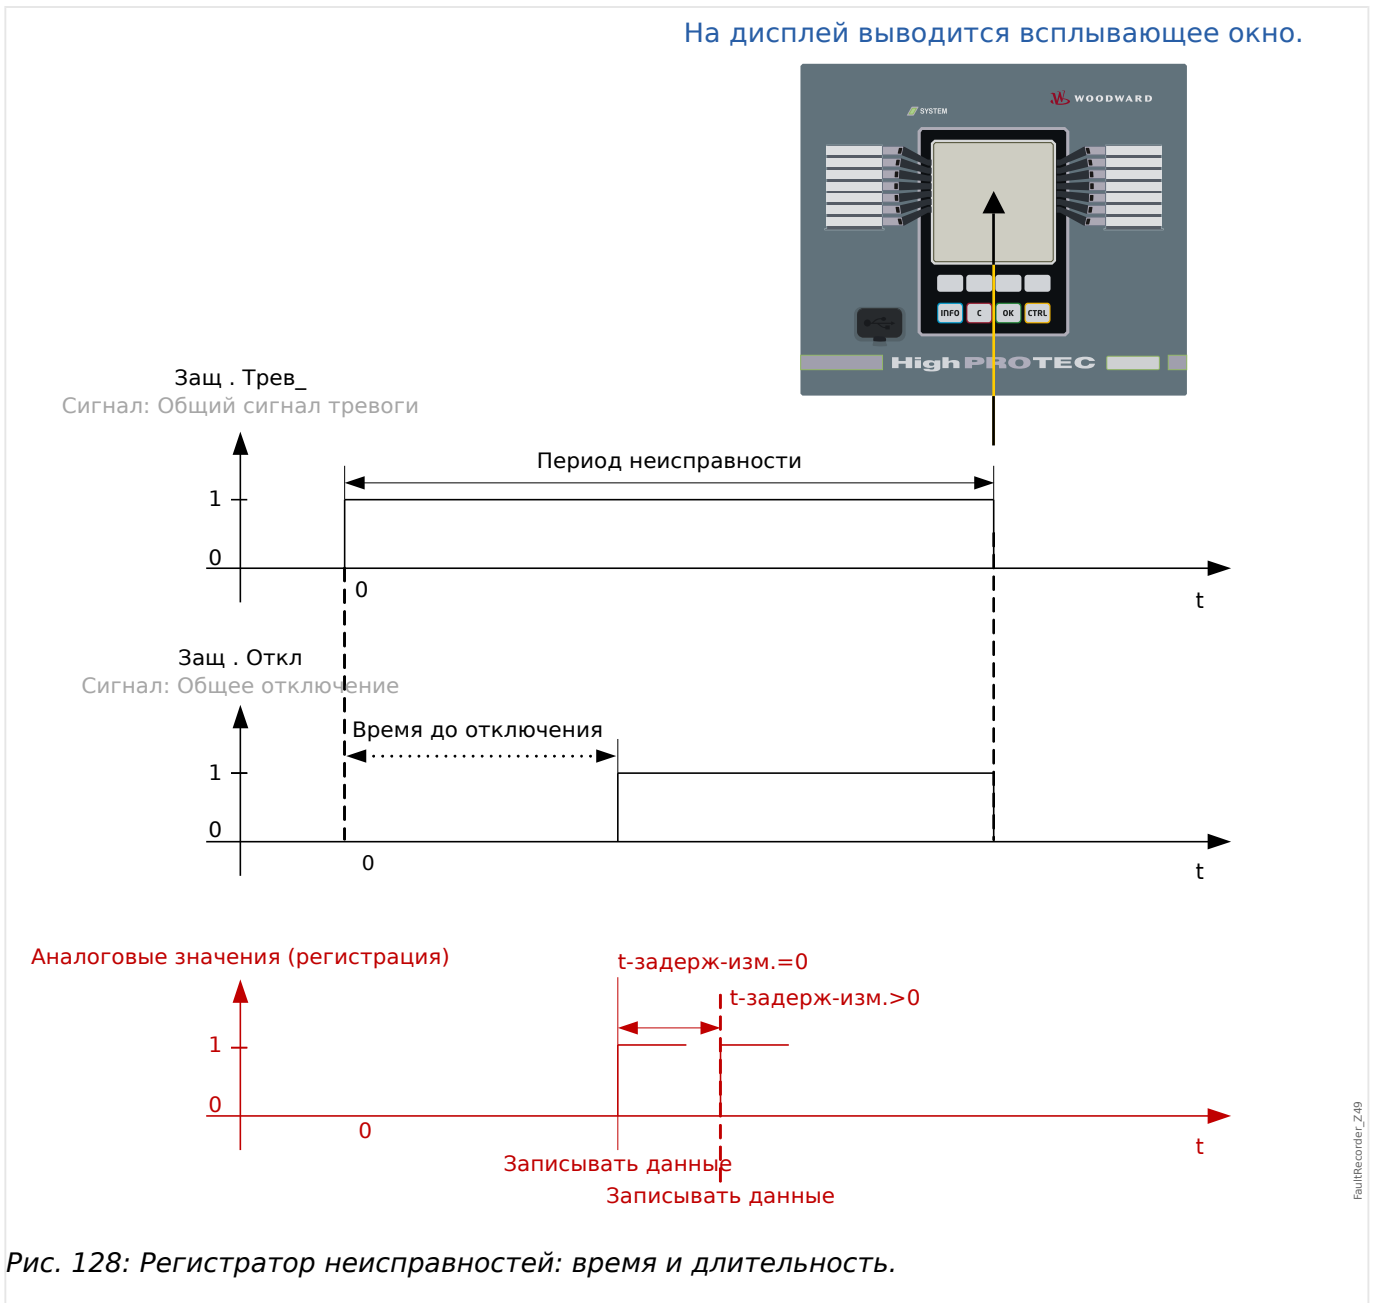 На дисплей выводится всплывающее окно.
WOODWARD
SYSTEM
INFO
C
OK
CTRL
HighPROTEC
Защ . Трев_
Сигнал: Общий сигнал тревоги
Период неисправности
1
0
0
t
Защ . Откл
Сигнал: Общее отключение
Время до отключения
1
0
0
t
Аналоговые значения (регистрация)
t-задерж-изм.=0
t-задерж-изм.>0
1
0
0
t
Записывать данные
Записывать данные
FaultRecorder_Z49
Рис. 128: Регистратор неисправностей: время и длительность.